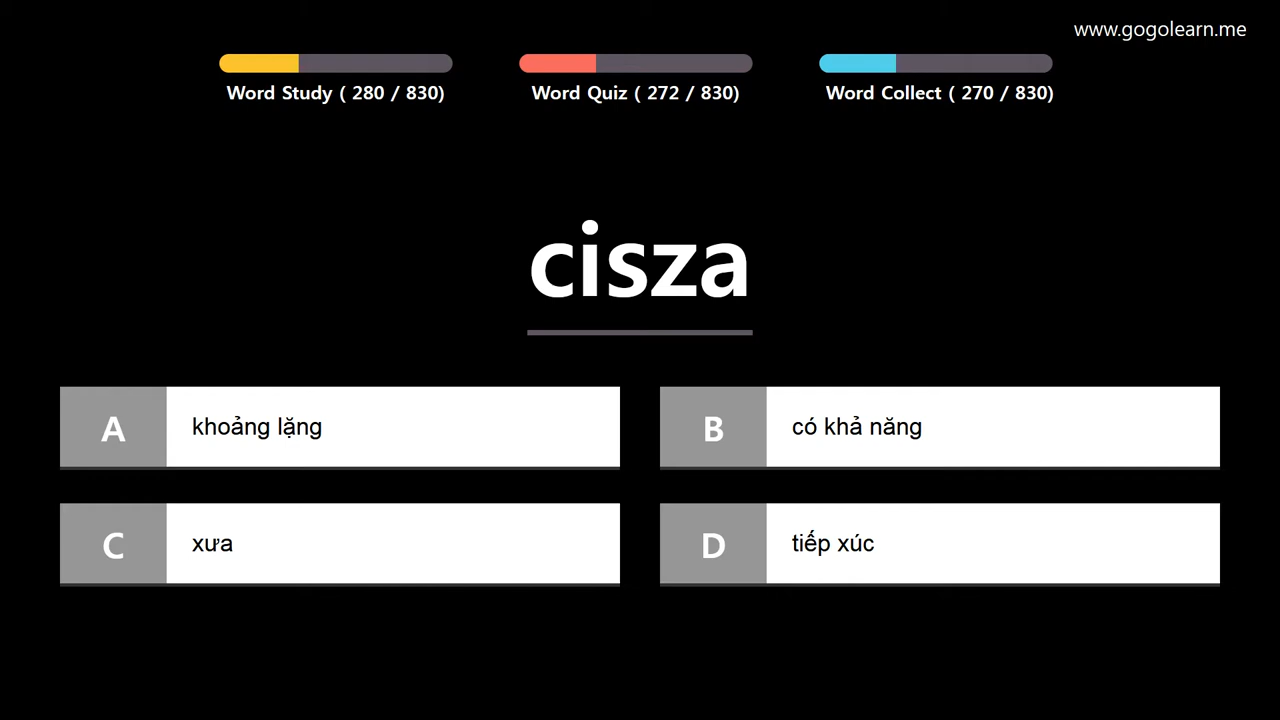 www.gogolearn.me
Word Study ( 280 / 830)
Word Quiz ( 272 / 830)
Word Collect ( 270 / 830)
cisza
A khoảng lặng
B có khả năng
C xưa
D tiếp xúc